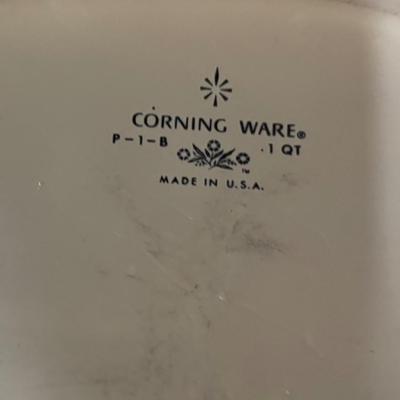 CORNING WARE®
P-1-B 1 QT
™
MADE IN U.S.A.